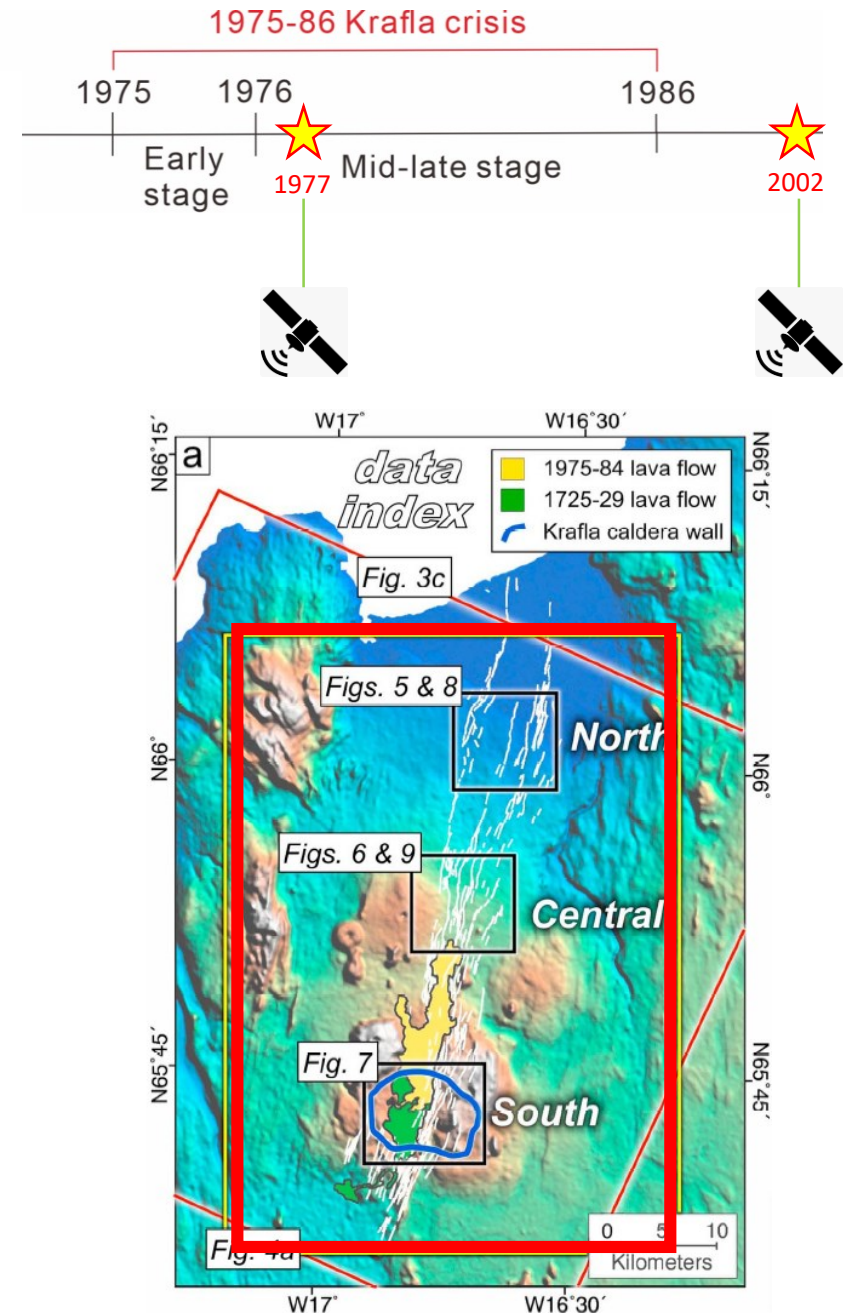 1975-86 Krafla crisis
1975
1976
1986
Early
stage
Mid-late stage
1977
2002
W17°
W16°30´
N66°15´
N66°15´
a
data
index
1975-84 lava flow
1725-29 lava flow
Krafla caldera wall
Fig. 3c
Figs. 5 & 8
North
N66°
N66°
Figs. 6 & 9
Central
N65°45´
N65°45´
Fig. 7
South
Fig. 4a
0 5 10
Kilometers
W17°
W16°30´